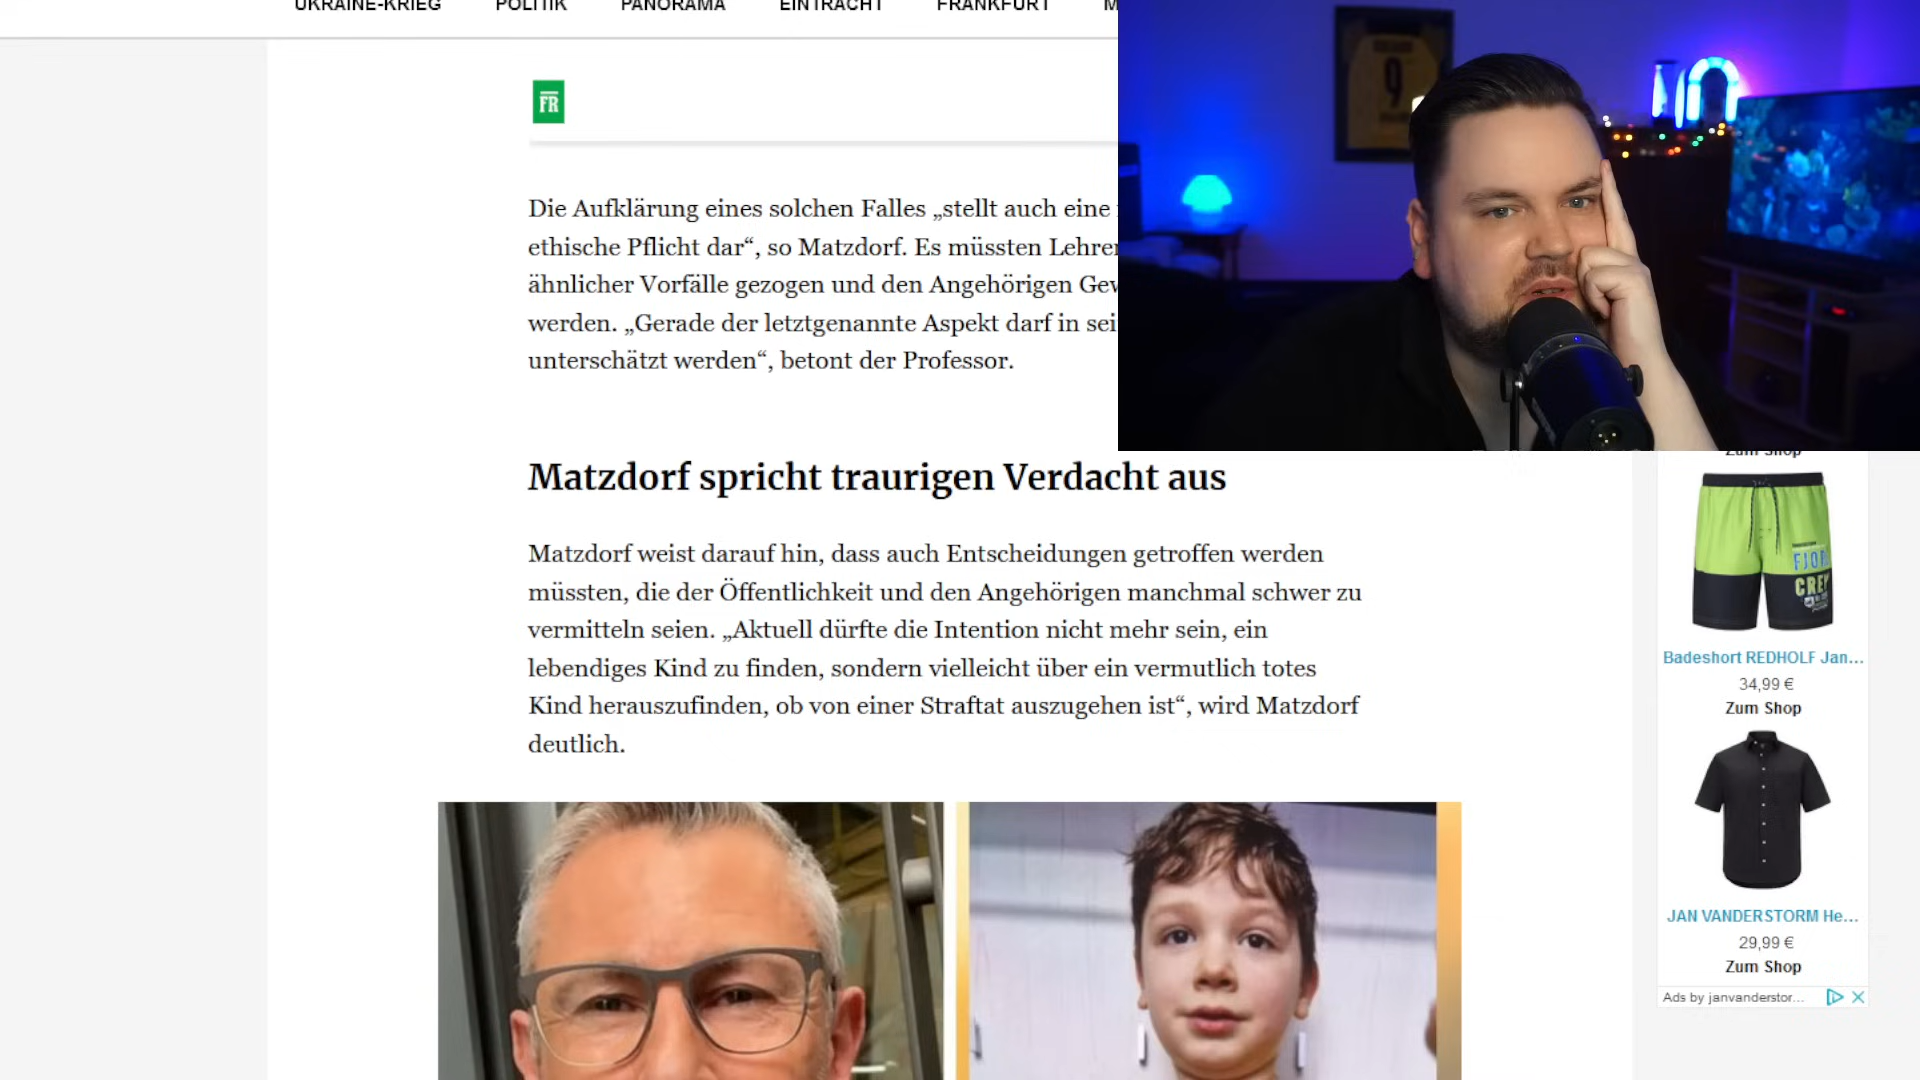 UKRAINE-KRIEG POLITIK PANORAMA EINTRACHT FRANKFURT M
FR
Die Aufklärung eines solchen Falles „stellt auch eine
ethische Pflicht dar“, so Matzdorf. Es müssten Lehren
ähnlicher Vorfälle gezogen und den Angehörigen Gew
werden. „Gerade der letztgenannte Aspekt darf in sei
unterschätzt werden“, betont der Professor.
9
Matzdorf spricht traurigen Verdacht aus
Matzdorf weist darauf hin, dass auch Entscheidungen getroffen werden
müssten, die der Öffentlichkeit und den Angehörigen manchmal schwer zu
vermitteln seien. „Aktuell dürfte die Intention nicht mehr sein, ein
lebendiges Kind zu finden, sondern vielleicht über ein vermutlich totes
Kind herauszufinden, ob von einer Straftat auszugehen ist“, wird Matzdorf
deutlich.
Zum Shop
FJOR
CREW
Badeshort REDHOLF Jan...
34,99 €
Zum Shop
JAN VANDERSTORM He...
29,99 €
Zum Shop
Ads by janvanderstor...